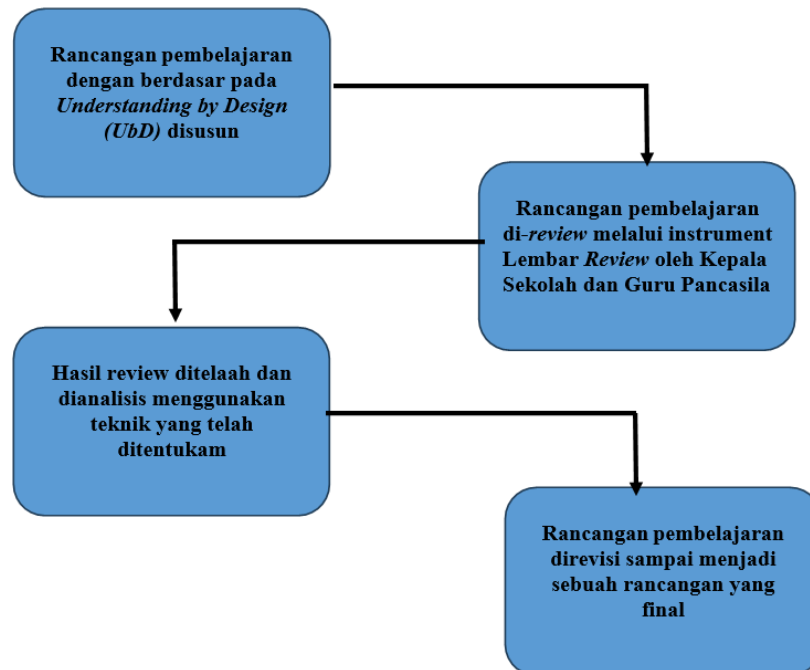 Rancangan pembelajaran
dengan berdasar pada
Understanding by Design
(UbD) disusun
Rancangan pembelajaran
di-review melalui instrument
Lembar Review oleh Kepala
Sekolah dan Guru Pancasila
Hasil review ditelaah dan
dianalisis menggunakan
teknik yang telah
ditentukam
Rancangan pembelajaran
direvisi sampai menjadi
sebuah rancangan yang
final